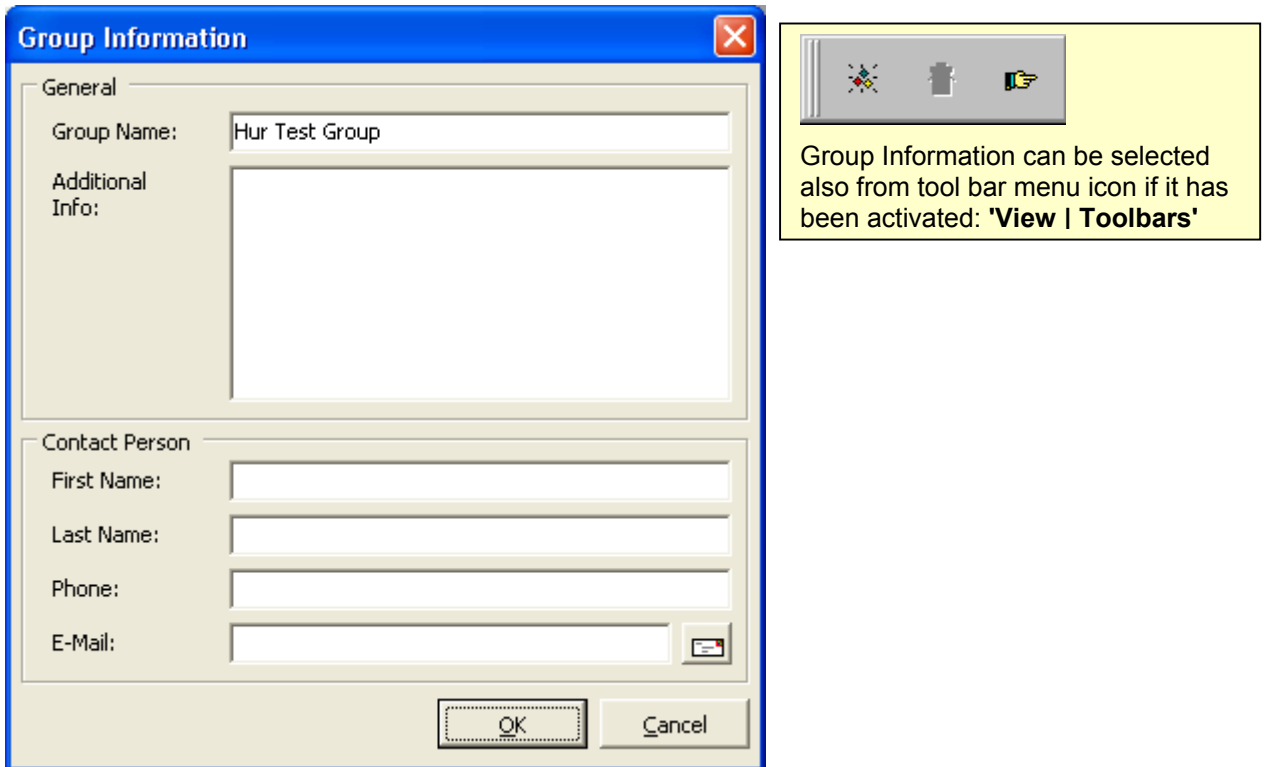 Group Information
General
Group Name:
Hur Test Group
Additional
Info:
Contact Person
First Name:
Last Name:
Phone:
E-Mail:
OK
Cancel
Group Information can be selected
also from tool bar menu icon if it has
been activated: 'View | Toolbars'